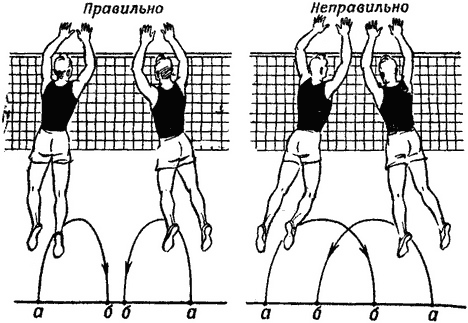 Правильно
Неправильно
а б б а
а б б а